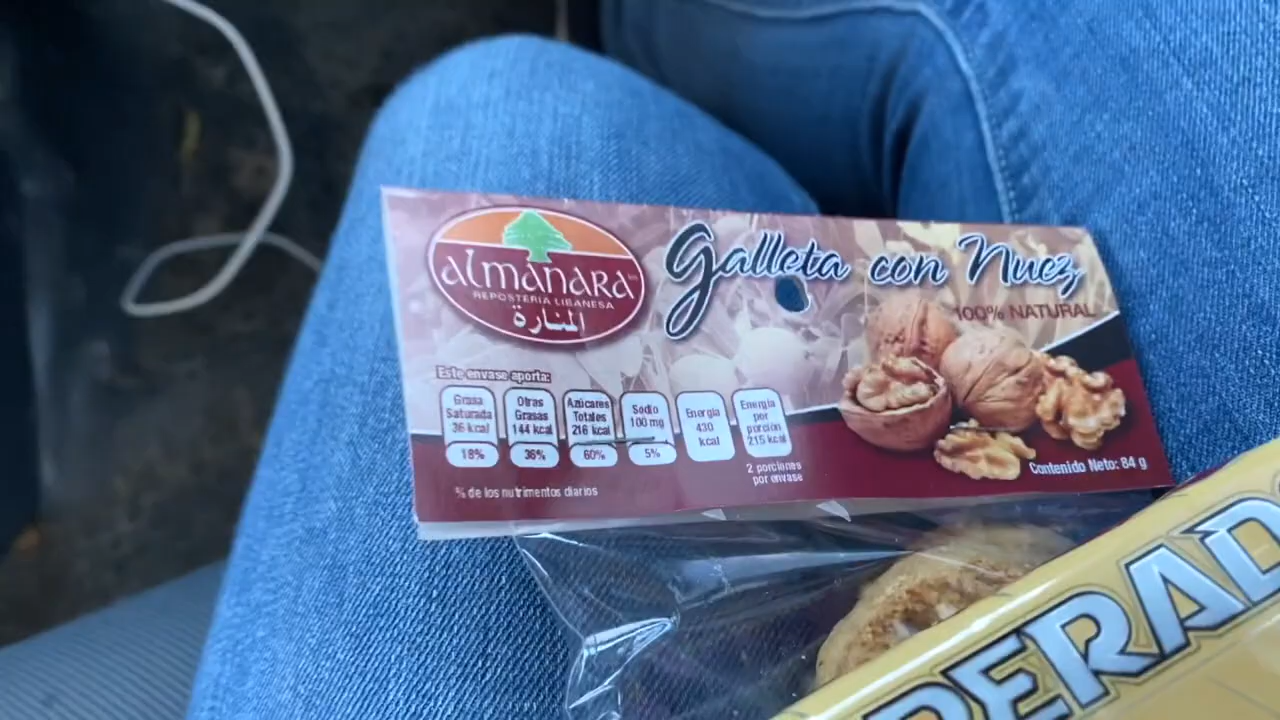 almanara
REPOSTERÍA LIBANESA
المنارة
Galleta con Nuez
100% NATURAL
Este envase aporta:
Grasa
Saturada
36 kcal
18%
Otras
Grasas
144 kcal
36%
Azúcares
Totales
216 kcal
60%
Sodio
100 mg
5%
Energía
430
kcal
Energía
por
porción
215 kcal
2 porciones
por envase
% de los nutrimentos diarios
Contenido Neto: 84 g
PERAD